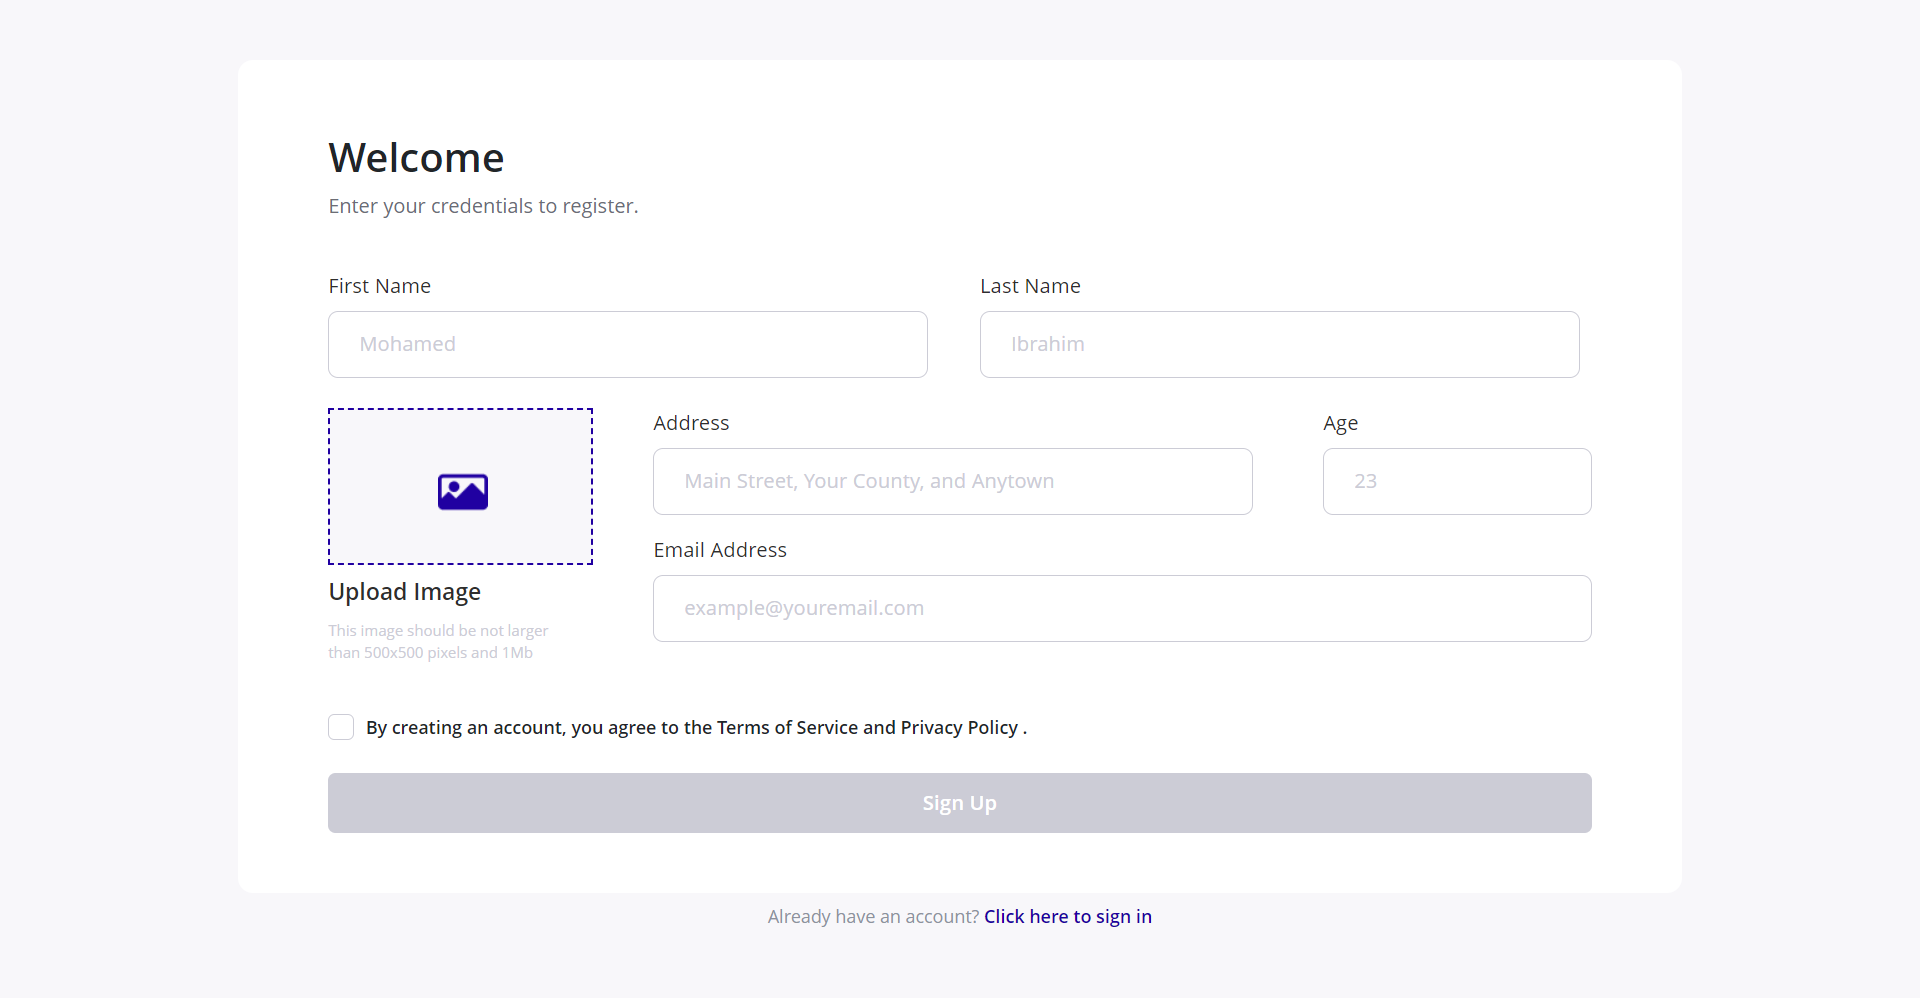 Welcome
Enter your credentials to register.
First Name
Last Name
Mohamed
Ibrahim
Address
Age
Main Street, Your County, and Anytown
23
Email Address
example@youremail.com
Upload Image
This image should be not larger
than 500x500 pixels and 1Mb
By creating an account, you agree to the Terms of Service and Privacy Policy .
Sign Up
Already have an account? Click here to sign in